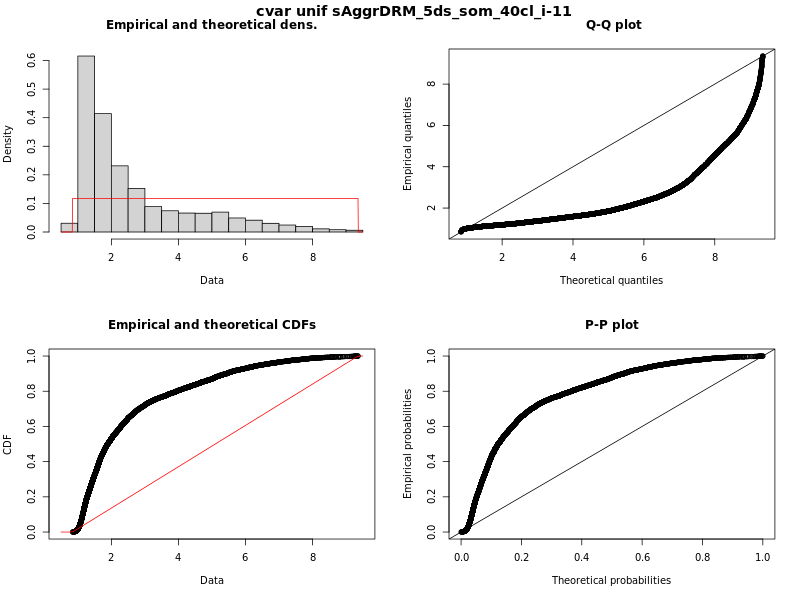 cvar unif sAggrDRM_5ds_som_40cl_i-11
Empirical and theoretical dens.
Density
0.0 0.1 0.2 0.3 0.4 0.5 0.6
2 4 6 8
Data
Q-Q plot
Empirical quantiles
2 4 6 8
2 4 6 8
Theoretical quantiles
Empirical and theoretical CDFs
CDF
0.0 0.2 0.4 0.6 0.8 1.0
2 4 6 8
Data
P-P plot
Empirical probabilities
0.0 0.2 0.4 0.6 0.8 1.0
0.0 0.2 0.4 0.6 0.8 1.0
Theoretical probabilities